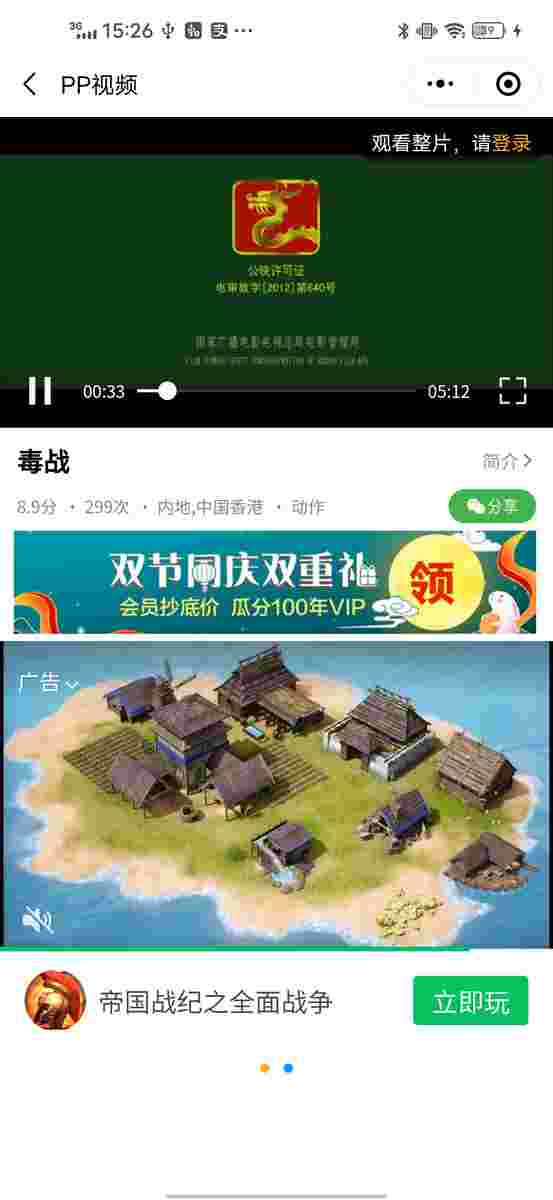 3G 15:26 支 89
PP视频
观看整片，请登录
公映许可证
电审故字[2012]第640号
国家广播电影电视总局电影管理局
00:33 05:12
毒战
简介
8.9分 · 299次 · 内地,中国香港 · 动作
分享
双节同庆双重礼
会员抄底价 瓜分100年VIP
领
广告
帝国战纪之全面战争
立即玩